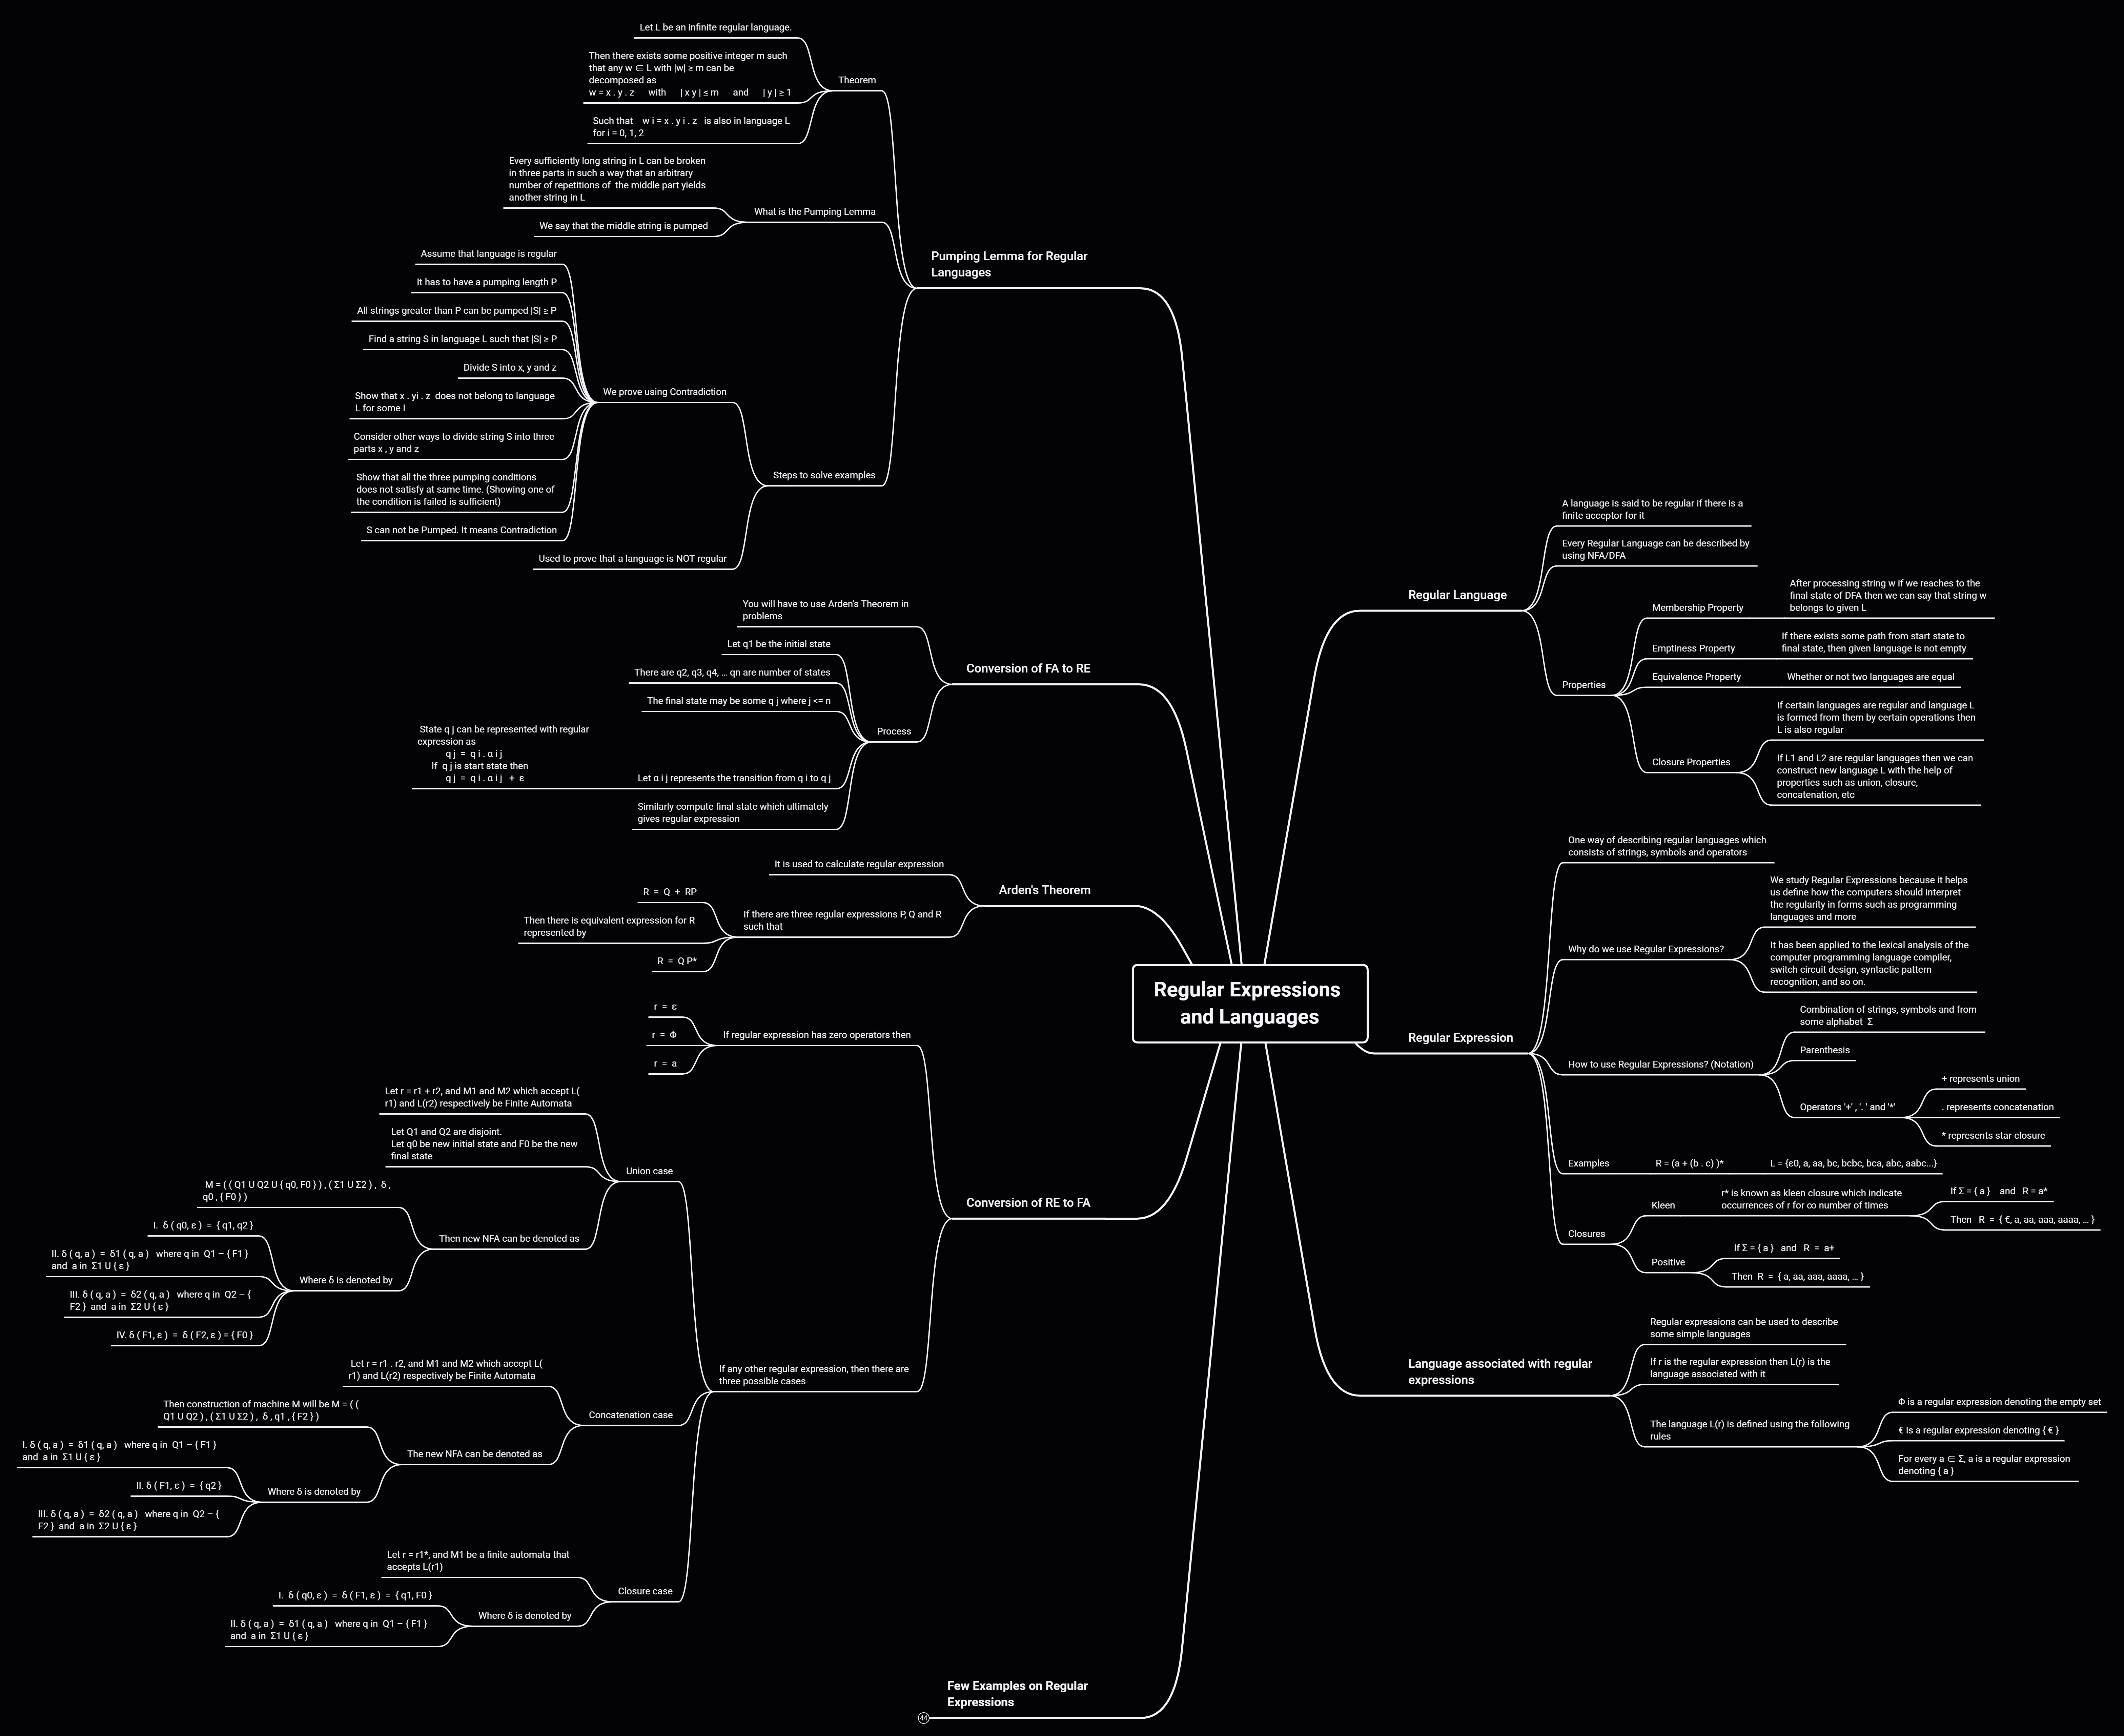 Regular Expressions
and Languages
Regular Language
A language is said to be regular if there is a
finite acceptor for it
Every Regular Language can be described by
using NFA/DFA
Properties
Membership Property
After processing string w if we reaches to the
final state of DFA then we can say that string w
belongs to given L
Emptiness Property
If there exists some path from start state to
final state, then given language is not empty
Equivalence Property
Whether or not two languages are equal
Closure Properties
If certain languages are regular and language L
is formed from them by certain operations then
L is also regular
If L1 and L2 are regular languages then we can
construct new language L with the help of
properties such as union, closure,
concatenation, etc
Regular Expression
One way of describing regular languages which
consists of strings, symbols and operators
Why do we use Regular Expressions?
We study Regular Expressions because it helps
us define how the computers should interpret
the regularity in forms such as programming
languages and more
It has been applied to the lexical analysis of the
computer programming language compiler,
switch circuit design, syntactic pattern
recognition, and so on.
How to use Regular Expressions? (Notation)
Combination of strings, symbols and from
some alphabet Σ
Parenthesis
Operators '+' , '. ' and '*'
+ represents union
. represents concatenation
* represents star-closure
Examples
R = (a + (b . c) )*
L = {ε0, a, aa, bc, bcbc, bca, abc, aabc...}
Closures
Kleen
r* is known as kleen closure which indicate
occurrences of r for ∞ number of times
If Σ = { a } and R = a*
Then R = { €, a, aa, aaa, aaaa, ... }
Positive
If Σ = { a } and R = a+
Then R = { a, aa, aaa, aaaa, ... }
Language associated with regular
expressions
Regular expressions can be used to describe
some simple languages
If r is the regular expression then L(r) is the
language associated with it
The language L(r) is defined using the following
rules
Φ is a regular expression denoting the empty set
€ is a regular expression denoting { € }
For every a ∈ Σ, a is a regular expression
denoting { a }
Pumping Lemma for Regular
Languages
Theorem
Let L be an infinite regular language.
Then there exists some positive integer m such
that any w ∈ L with |w| ≥ m can be
decomposed as
w = x . y . z with | x y | ≤ m and | y | ≥ 1
Such that w i = x . y i . z is also in language L
for i = 0, 1, 2
What is the Pumping Lemma
Every sufficiently long string in L can be broken
in three parts in such a way that an arbitrary
number of repetitions of the middle part yields
another string in L
We say that the middle string is pumped
Steps to solve examples
We prove using Contradiction
Assume that language is regular
It has to have a pumping length P
All strings greater than P can be pumped |S| ≥ P
Find a string S in language L such that |S| ≥ P
Divide S into x, y and z
Show that x . yi . z does not belong to language
L for some I
Consider other ways to divide string S into three
parts x , y and z
Show that all the three pumping conditions
does not satisfy at same time. (Showing one of
the condition is failed is sufficient)
S can not be Pumped. It means Contradiction
Used to prove that a language is NOT regular
Conversion of FA to RE
You will have to use Arden's Theorem in
problems
Process
Let q1 be the initial state
There are q2, q3, q4, ... qn are number of states
The final state may be some q j where j <= n
Let α i j represents the transition from q i to q j
State q j can be represented with regular
expression as
q j = q i . α i j
If q j is start state then
q j = q i . α i j + ε
Similarly compute final state which ultimately
gives regular expression
Arden's Theorem
It is used to calculate regular expression
If there are three regular expressions P, Q and R
such that
R = Q + RP
Then there is equivalent expression for R
represented by
R = Q P*
Conversion of RE to FA
If regular expression has zero operators then
r = ε
r = Φ
r = a
If any other regular expression, then there are
three possible cases
Union case
Let r = r1 + r2, and M1 and M2 which accept L(
r1) and L(r2) respectively be Finite Automata
Let Q1 and Q2 are disjoint.
Let q0 be new initial state and F0 be the new
final state
Then new NFA can be denoted as
M = ( ( Q1 U Q2 U { q0, F0 } ) , ( Σ1 U Σ2 ) , δ ,
q0 , { F0 } )
Where δ is denoted by
I. δ ( q0, ε ) = { q1, q2 }
II. δ ( q, a ) = δ1 ( q, a ) where q in Q1 – { F1 }
and a in Σ1 U { ε }
III. δ ( q, a ) = δ2 ( q, a ) where q in Q2 – {
F2 } and a in Σ2 U { ε }
IV. δ ( F1, ε ) = δ ( F2, ε ) = { F0 }
Concatenation case
Let r = r1 . r2, and M1 and M2 which accept L(
r1) and L(r2) respectively be Finite Automata
The new NFA can be denoted as
Then construction of machine M will be M = ( (
Q1 U Q2 ) , ( Σ1 U Σ2 ) , δ , q1 , { F2 } )
Where δ is denoted by
I. δ ( q, a ) = δ1 ( q, a ) where q in Q1 – { F1 }
and a in Σ1 U { ε }
II. δ ( F1, ε ) = { q2 }
III. δ ( q, a ) = δ2 ( q, a ) where q in Q2 – {
F2 } and a in Σ2 U { ε }
Closure case
Let r = r1*, and M1 be a finite automata that
accepts L(r1)
Where δ is denoted by
I. δ ( q0, ε ) = δ ( F1, ε ) = { q1, F0 }
II. δ ( q, a ) = δ1 ( q, a ) where q in Q1 – { F1 }
and a in Σ1 U { ε }
Few Examples on Regular
Expressions
44